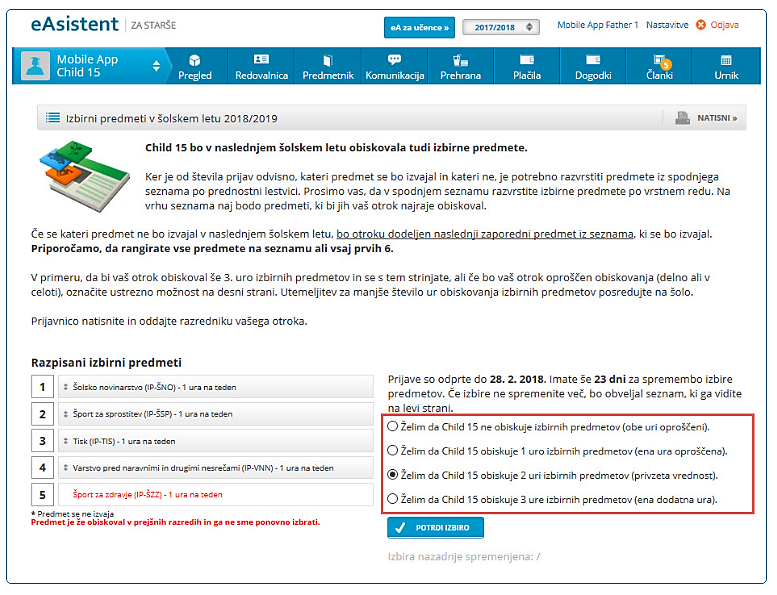 eAsistent | ZA STARŠE
eA za učence »
2017/2018
Mobile App Father 1 Nastavitve Odjava
Mobile App
Child 15
Pregled Redovalnica Predmetnik Komunikacija Prehrana Plačila Dogodki Članki Urnik
5
Izbirni predmeti v šolskem letu 2018/2019
NATISNI »
Child 15 bo v naslednjem šolskem letu obiskovala tudi izbirne predmete.
Ker je od števila prijav odvisno, kateri predmet se bo izvajal in kateri ne, je potrebno razvrstiti predmete iz spodnjega
seznama po prednostni lestvici. Prosimo vas, da v spodnjem seznamu razvrstite izbirne predmete po vrstnem redu. Na
vrhu seznama naj bodo predmeti, ki bi jih vaš otrok najraje obiskoval.
Če se kateri predmet ne bo izvajal v naslednjem šolskem letu, bo otroku dodeljen naslednji zaporedni predmet iz seznama, ki se bo izvajal.
Priporočamo, da rangirate vse predmete na seznamu ali vsaj prvih 6.
V primeru, da bi vaš otrok obiskoval še 3. uro izbirnih predmetov in se s tem strinjate, ali če bo vaš otrok oproščen obiskovanja (delno ali v
celoti), označite ustrezno možnost na desni strani. Utemeljitev za manjše število ur obiskovanja izbirnih predmetov posredujte na šolo.
Prijavnico natisnite in oddajte razredniku vašega otroka.
Razpisani izbirni predmeti
1 Šolsko novinarstvo (IP-ŠNO) - 1 ura na teden
2 Šport za sprostitev (IP-ŠSP) - 1 ura na teden
3 Tisk (IP-TIS) - 1 ura na teden
4 Varstvo pred naravnimi in drugimi nesrečami (IP-VNN) - 1 ura na teden
5 Šport za zdravje (IP-ŠZZ) - 1 ura na teden
* Predmet se ne izvaja
Predmet je že obiskoval v prejšnih razredih in ga ne sme ponovno izbrati.
Prijave so odprte do 28. 2. 2018. Imate še 23 dni za spremembo izbire
predmetov. Če izbire ne spremenite več, bo obveljal seznam, ki ga vidite
na levi strani.
Želim da Child 15 ne obiskuje izbirnih predmetov (obe uri oproščeni).
Želim da Child 15 obiskuje 1 uro izbirnih predmetov (ena ura oproščena).
Želim da Child 15 obiskuje 2 uri izbirnih predmetov (privzeta vrednost).
Želim da Child 15 obiskuje 3 ure izbirnih predmetov (ena dodatna ura).
POTRDI IZBIRO
Izbira nazadnje spremenjena: /